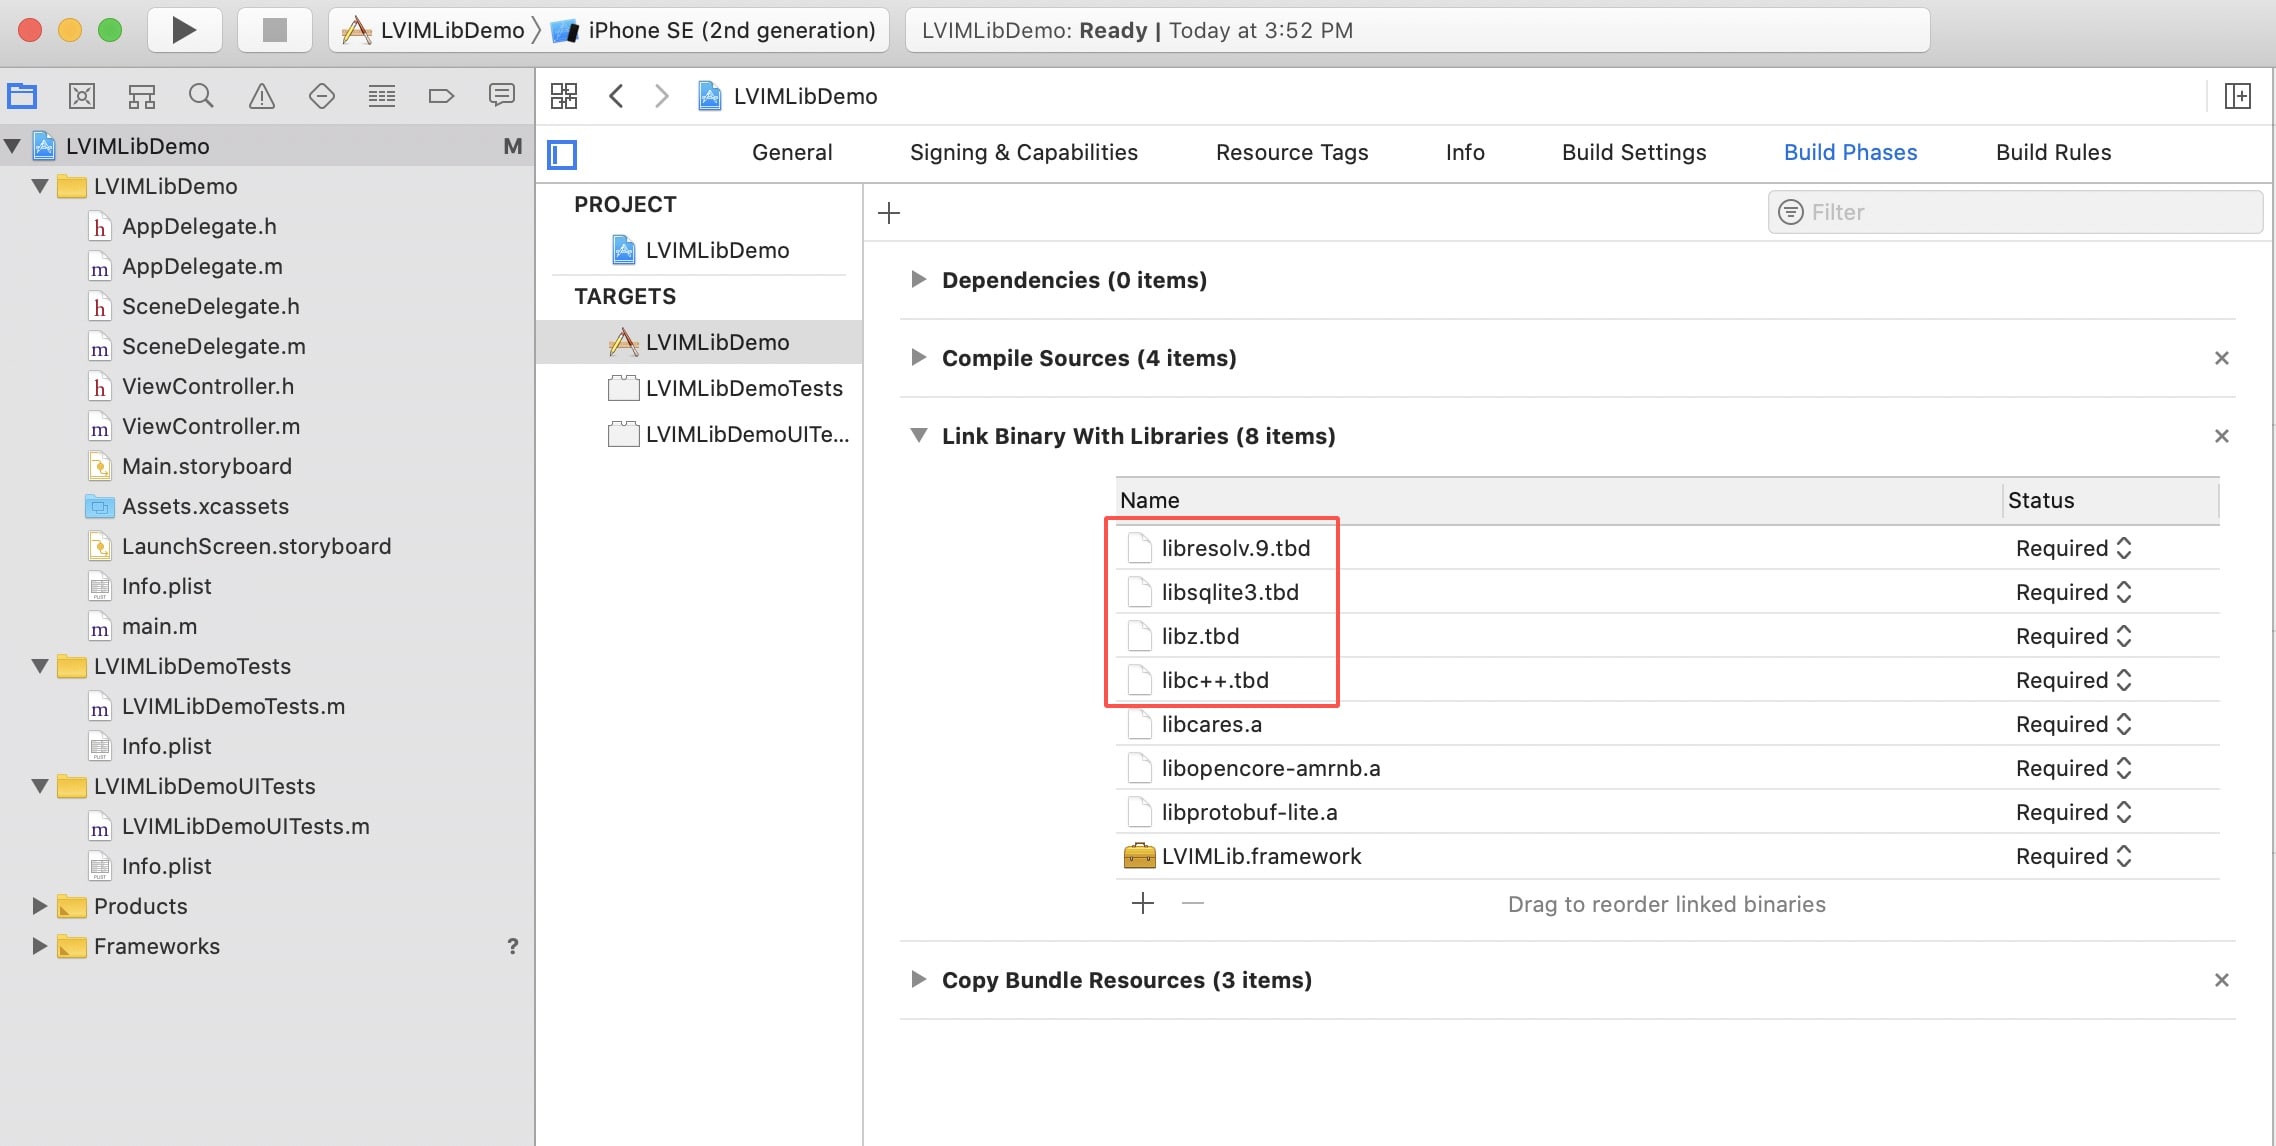 LVIMLibDemo
iPhone SE (2nd generation)
LVIMLibDemo: Ready | Today at 3:52 PM
LVIMLibDemo M
LVIMLibDemo
h AppDelegate.h
m AppDelegate.m
h SceneDelegate.h
m SceneDelegate.m
h ViewController.h
m ViewController.m
Main.storyboard
Assets.xcassets
LaunchScreen.storyboard
Info.plist
m main.m
LVIMLibDemoTests
m LVIMLibDemoTests.m
Info.plist
LVIMLibDemoUITests
m LVIMLibDemoUITests.m
Info.plist
Products
Frameworks ?
LVIMLibDemo
General Signing & Capabilities Resource Tags Info Build Settings Build Phases Build Rules
PROJECT
LVIMLibDemo
TARGETS
LVIMLibDemo
LVIMLibDemoTests
LVIMLibDemoUITe...
Filter
Dependencies (0 items)
Compile Sources (4 items)
Link Binary With Libraries (8 items)
Name Status
libresolv.9.tbd Required
libsqlite3.tbd Required
libz.tbd Required
libc++.tbd Required
libcares.a Required
libopencore-amrnb.a Required
libprotobuf-lite.a Required
LVIMLib.framework Required
Drag to reorder linked binaries
Copy Bundle Resources (3 items)